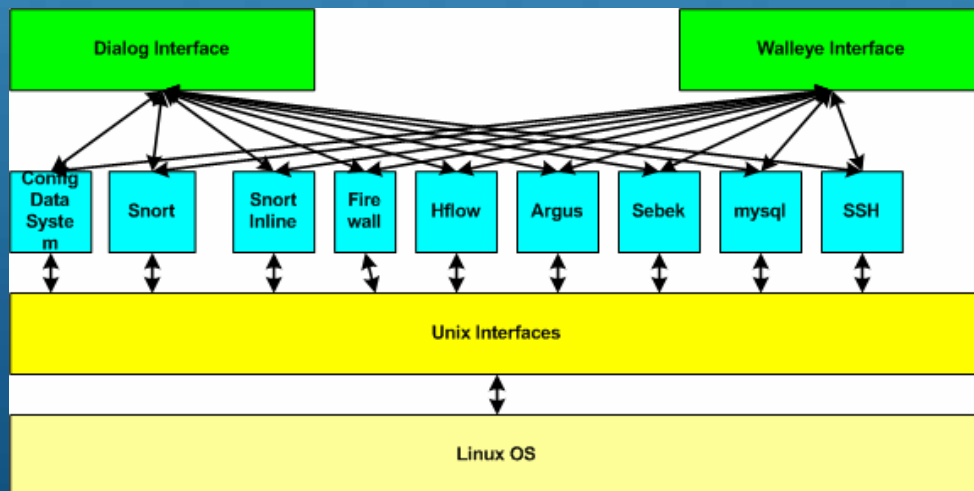 Dialog Interface
Walleye Interface
Config
Data
Syste
m
Snort
Snort
Inline
Fire
wall
Hflow
Argus
Sebek
mysql
SSH
Unix Interfaces
Linux OS